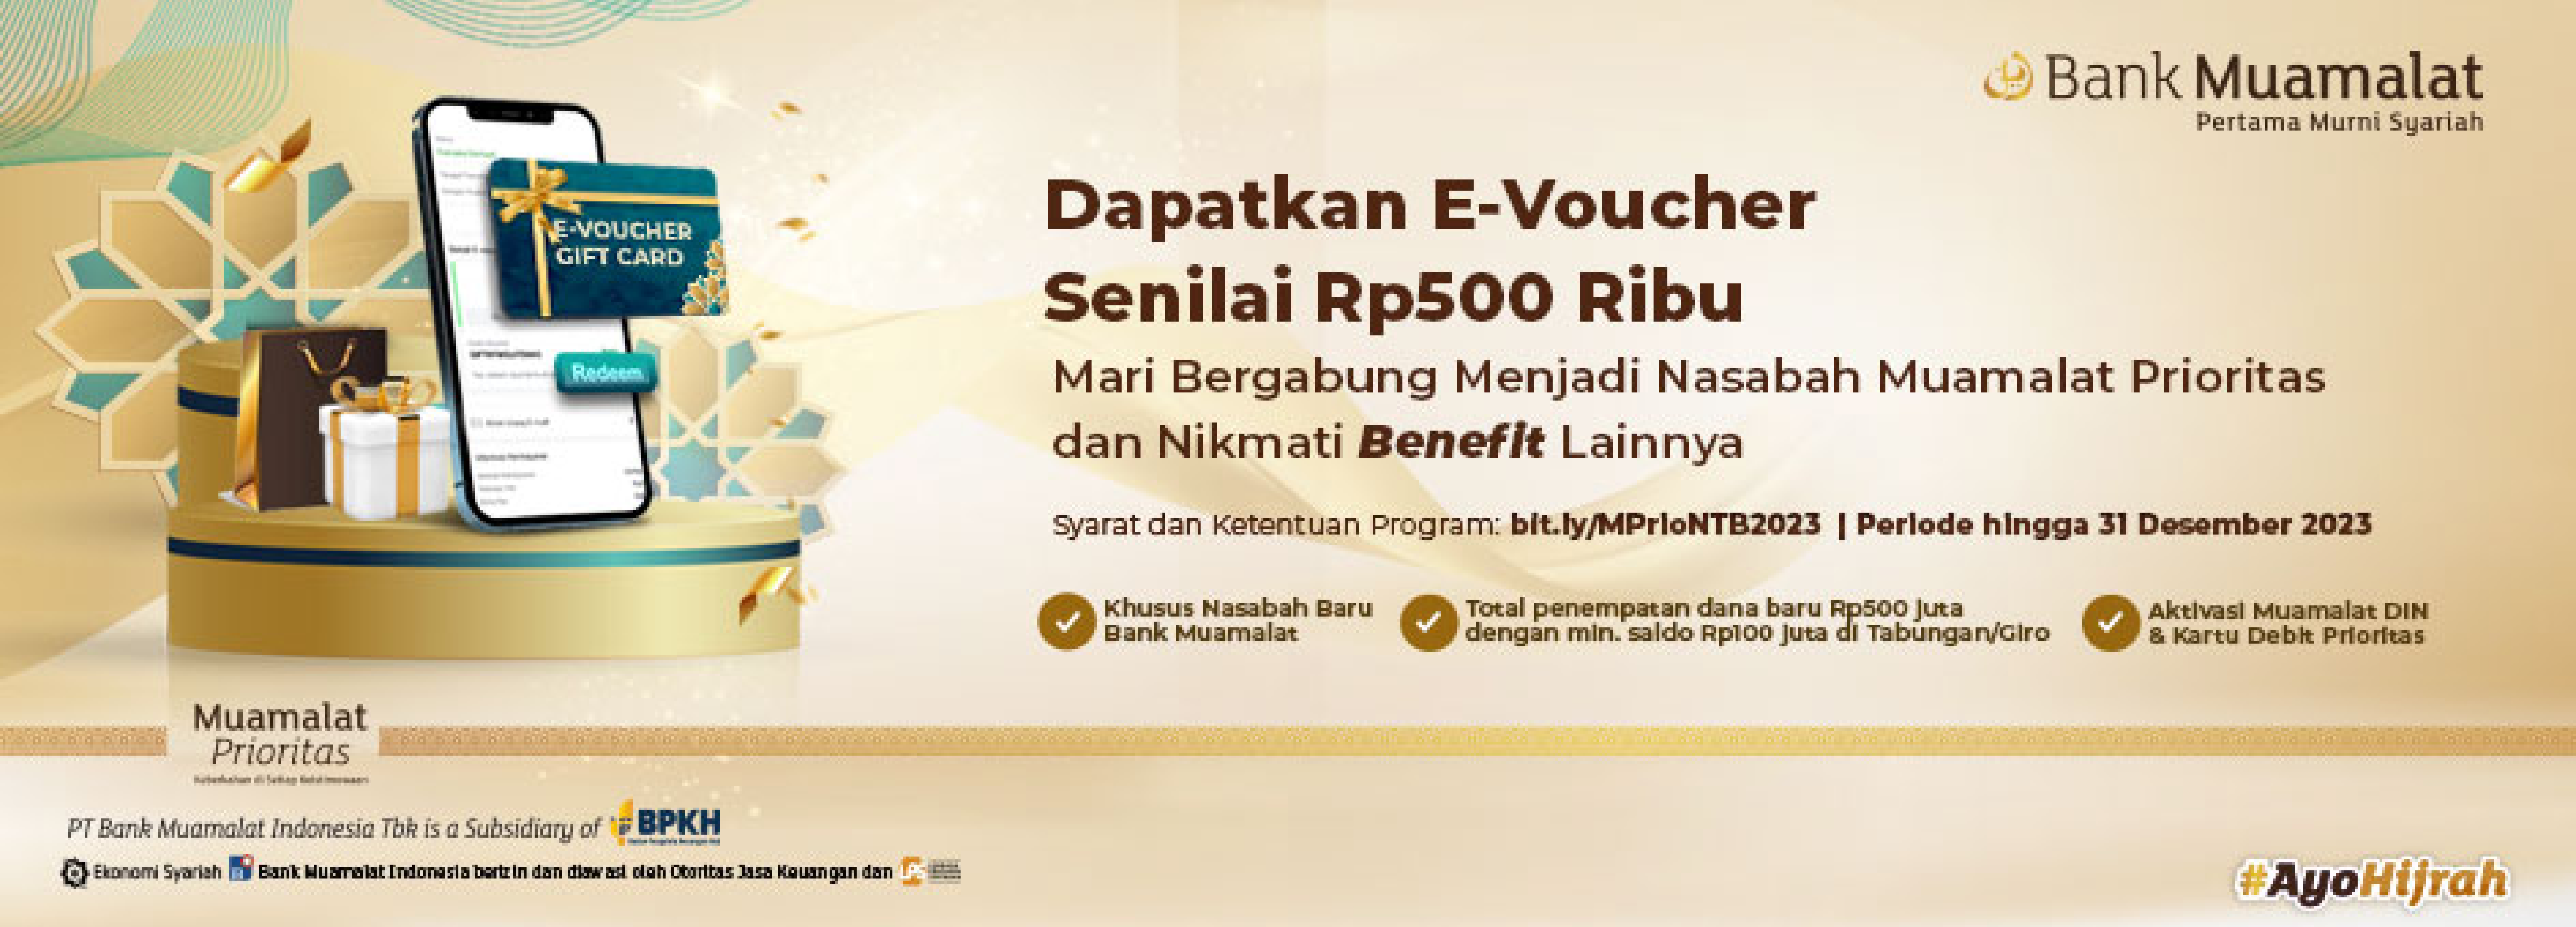 Bank Muamalat
Pertama Murni Syariah
E-VOUCHER
GIFT CARD
Redeem
Dapatkan E-Voucher
Senilai Rp500 Ribu
Mari Bergabung Menjadi Nasabah Muamalat Prioritas
dan Nikmati Benefit Lainnya
Syarat dan Ketentuan Program: bit.ly/MPrioNTB2023 | Periode hingga 31 Desember 2023
Khusus Nasabah Baru
Bank Muamalat
Total penempatan dana baru Rp500 juta
dengan min. saldo Rp100 juta di Tabungan/Giro
Aktivasi Muamalat DIN
& Kartu Debit Prioritas
Muamalat
Prioritas
PT Bank Muamalat Indonesia Tbk is a Subsidiary of BPKH
Ekonomi Syariah Bank Muamalat Indonesia berizin dan diawasi oleh Otoritas Jasa Keuangan dan LPS
#AyoHijrah